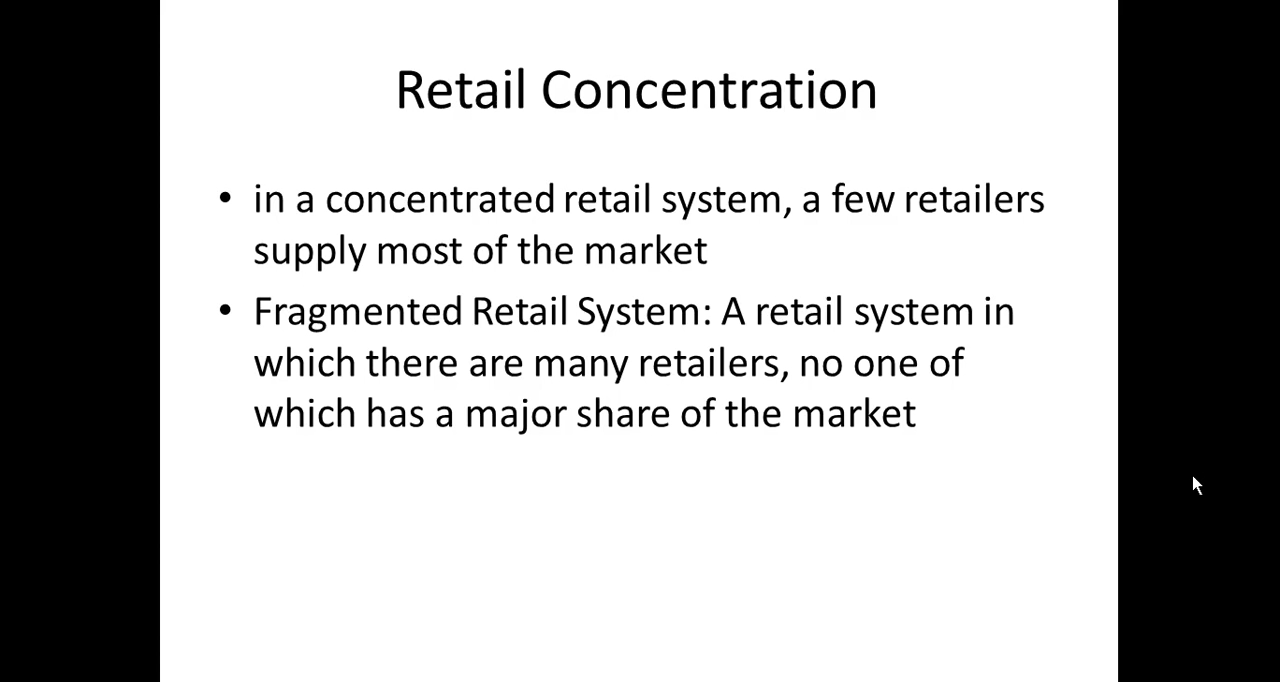 Retail Concentration
• in a concentrated retail system, a few retailers
supply most of the market
• Fragmented Retail System: A retail system in
which there are many retailers, no one of
which has a major share of the market